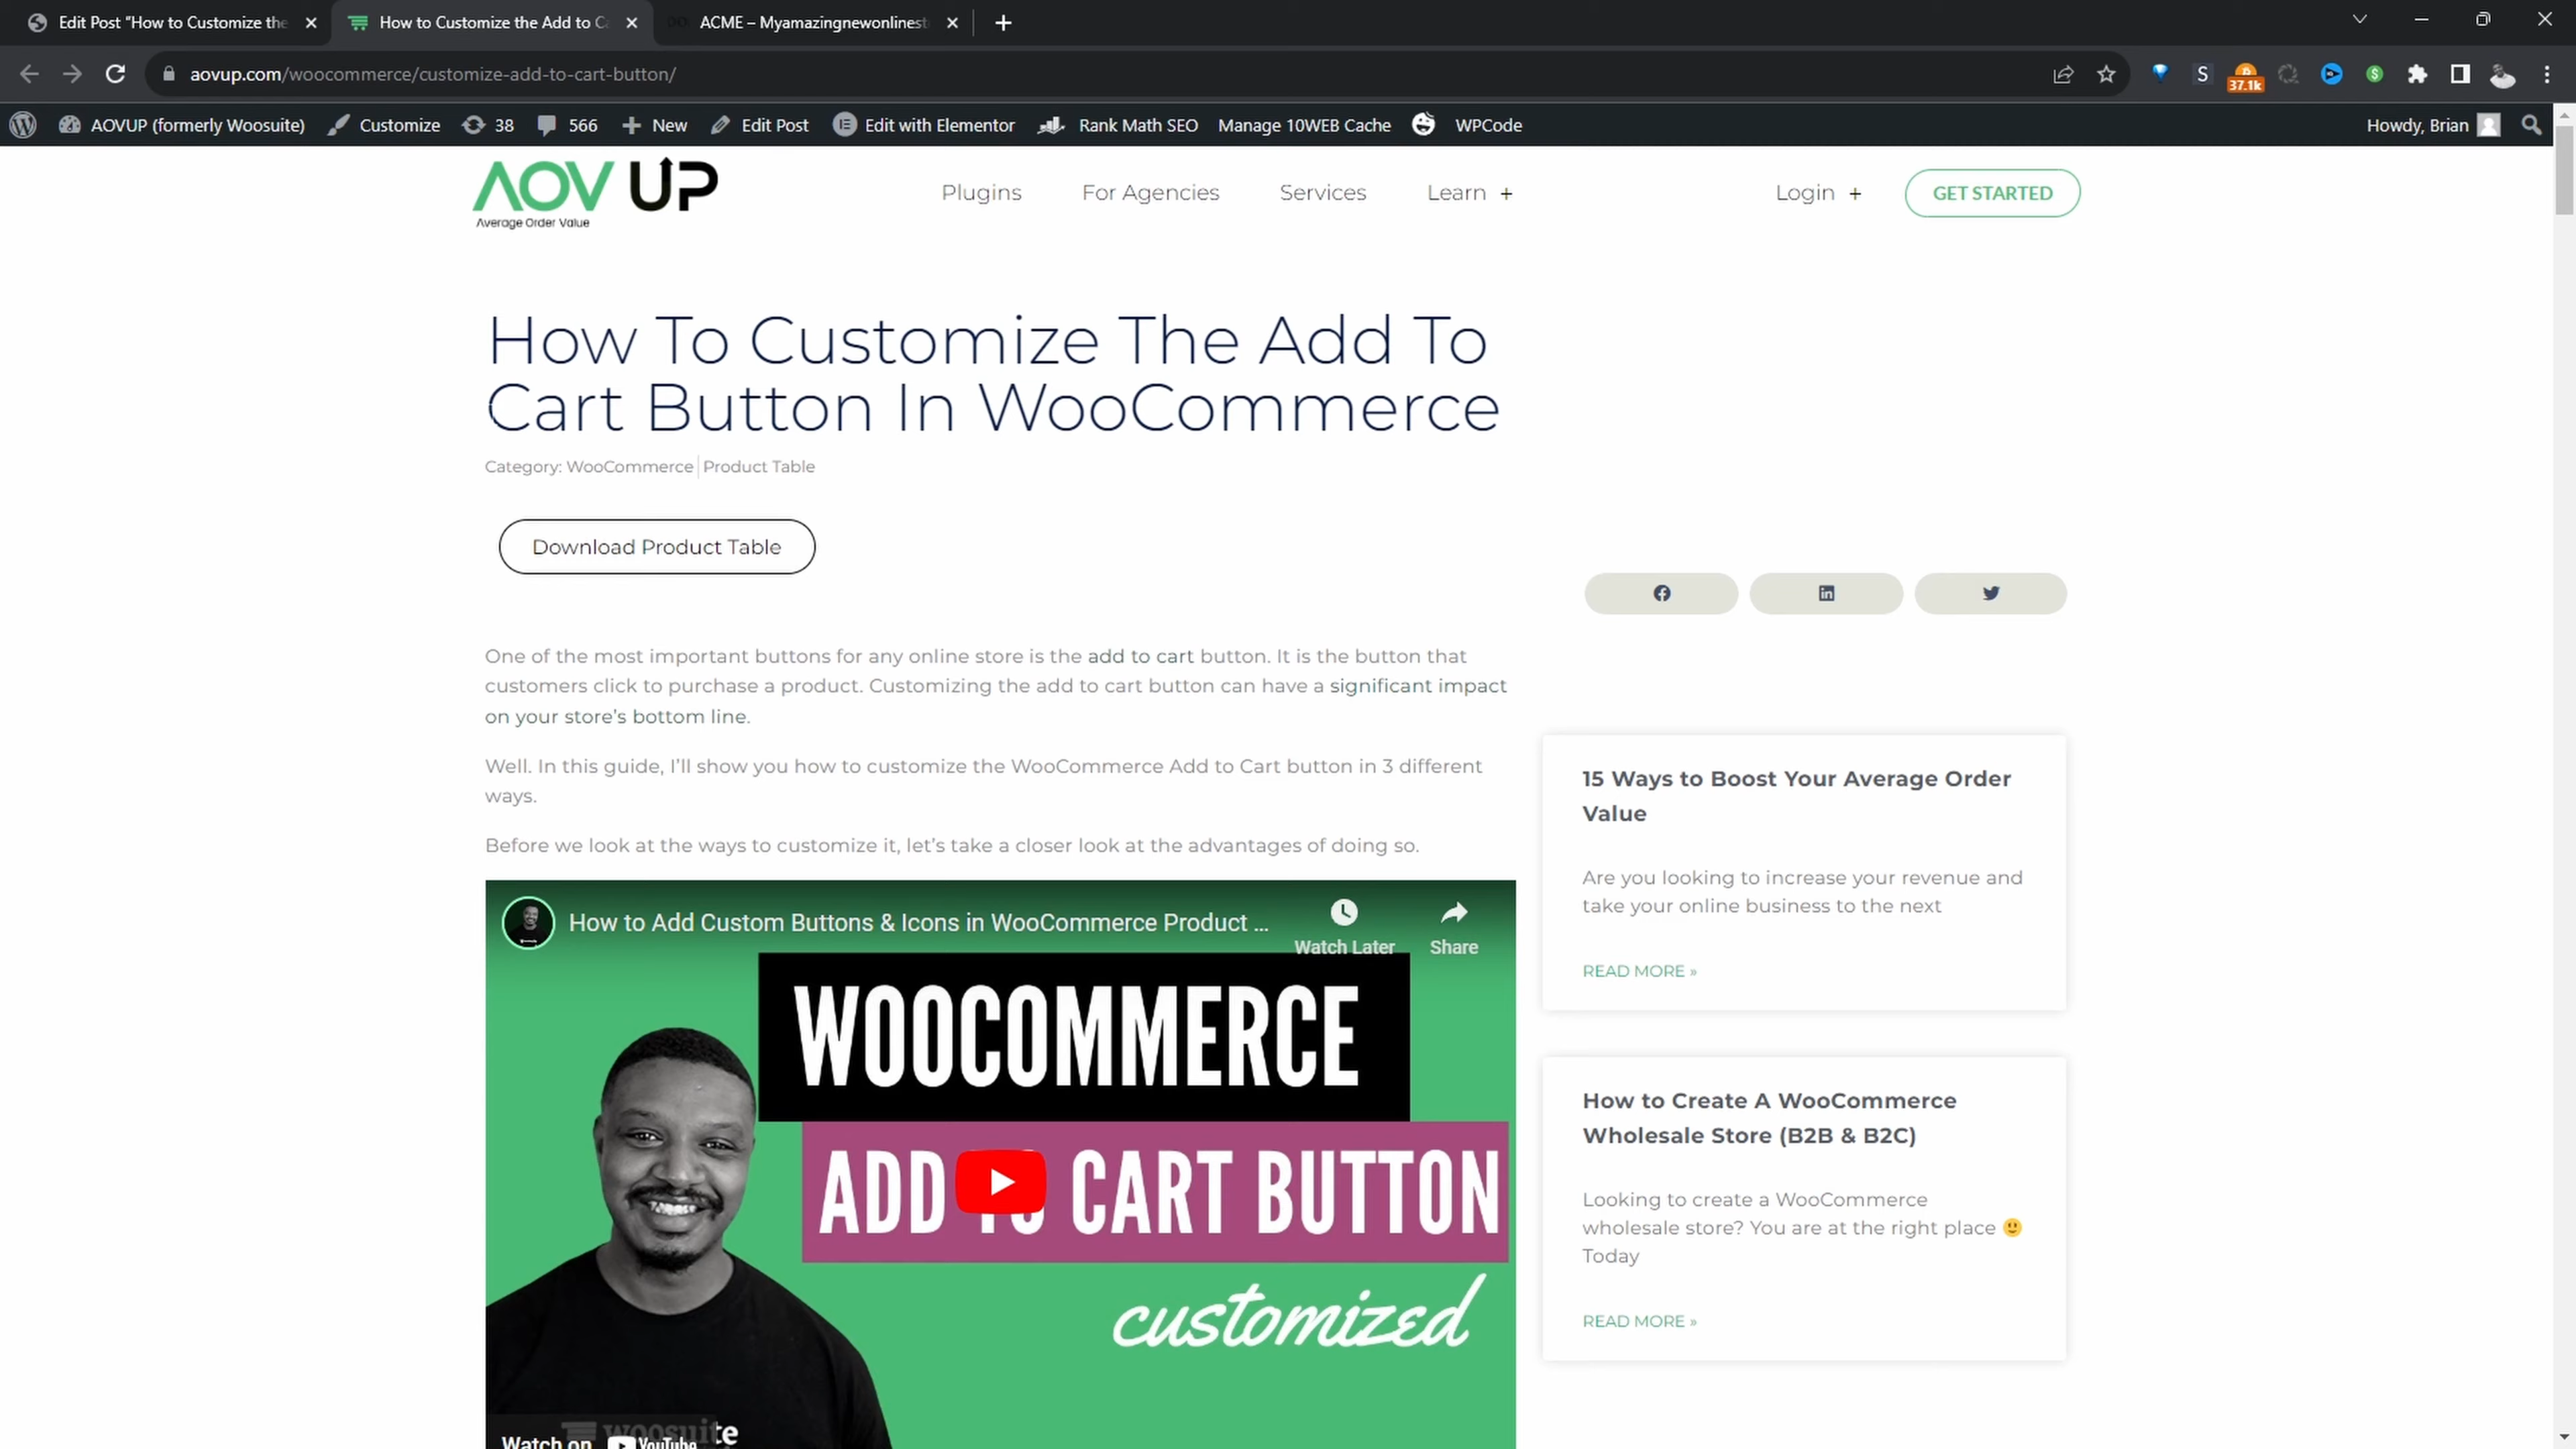 Edit Post "How to Customize the
How to Customize the Add to Ca
ACME – Myamazingnewonlinest
aovup.com/woocommerce/customize-add-to-cart-button/
S
37.1k
AOVUP (formerly Woosuite)
Customize
38
566
New
Edit Post
Edit with Elementor
Rank Math SEO
Manage 10WEB Cache
WPCode
Howdy, Brian
AOV UP
Average Order Value
Plugins
For Agencies
Services
Learn +
Login +
GET STARTED
How To Customize The Add To
Cart Button In WooCommerce
Category: WooCommerce Product Table
Download Product Table
One of the most important buttons for any online store is the add to cart button. It is the button that
customers click to purchase a product. Customizing the add to cart button can have a significant impact
on your store's bottom line.
Well. In this guide, I'll show you how to customize the WooCommerce Add to Cart button in 3 different
ways.
Before we look at the ways to customize it, let's take a closer look at the advantages of doing so.
How to Add Custom Buttons & Icons in WooCommerce Product ...
Watch Later
Share
WOOCOMMERCE
ADD TO CART BUTTON
customized
woosuite
Watch on YouTube
15 Ways to Boost Your Average Order
Value
Are you looking to increase your revenue and
take your online business to the next
READ MORE »
How to Create A WooCommerce
Wholesale Store (B2B & B2C)
Looking to create a WooCommerce
wholesale store? You are at the right place 🙂
Today
READ MORE »